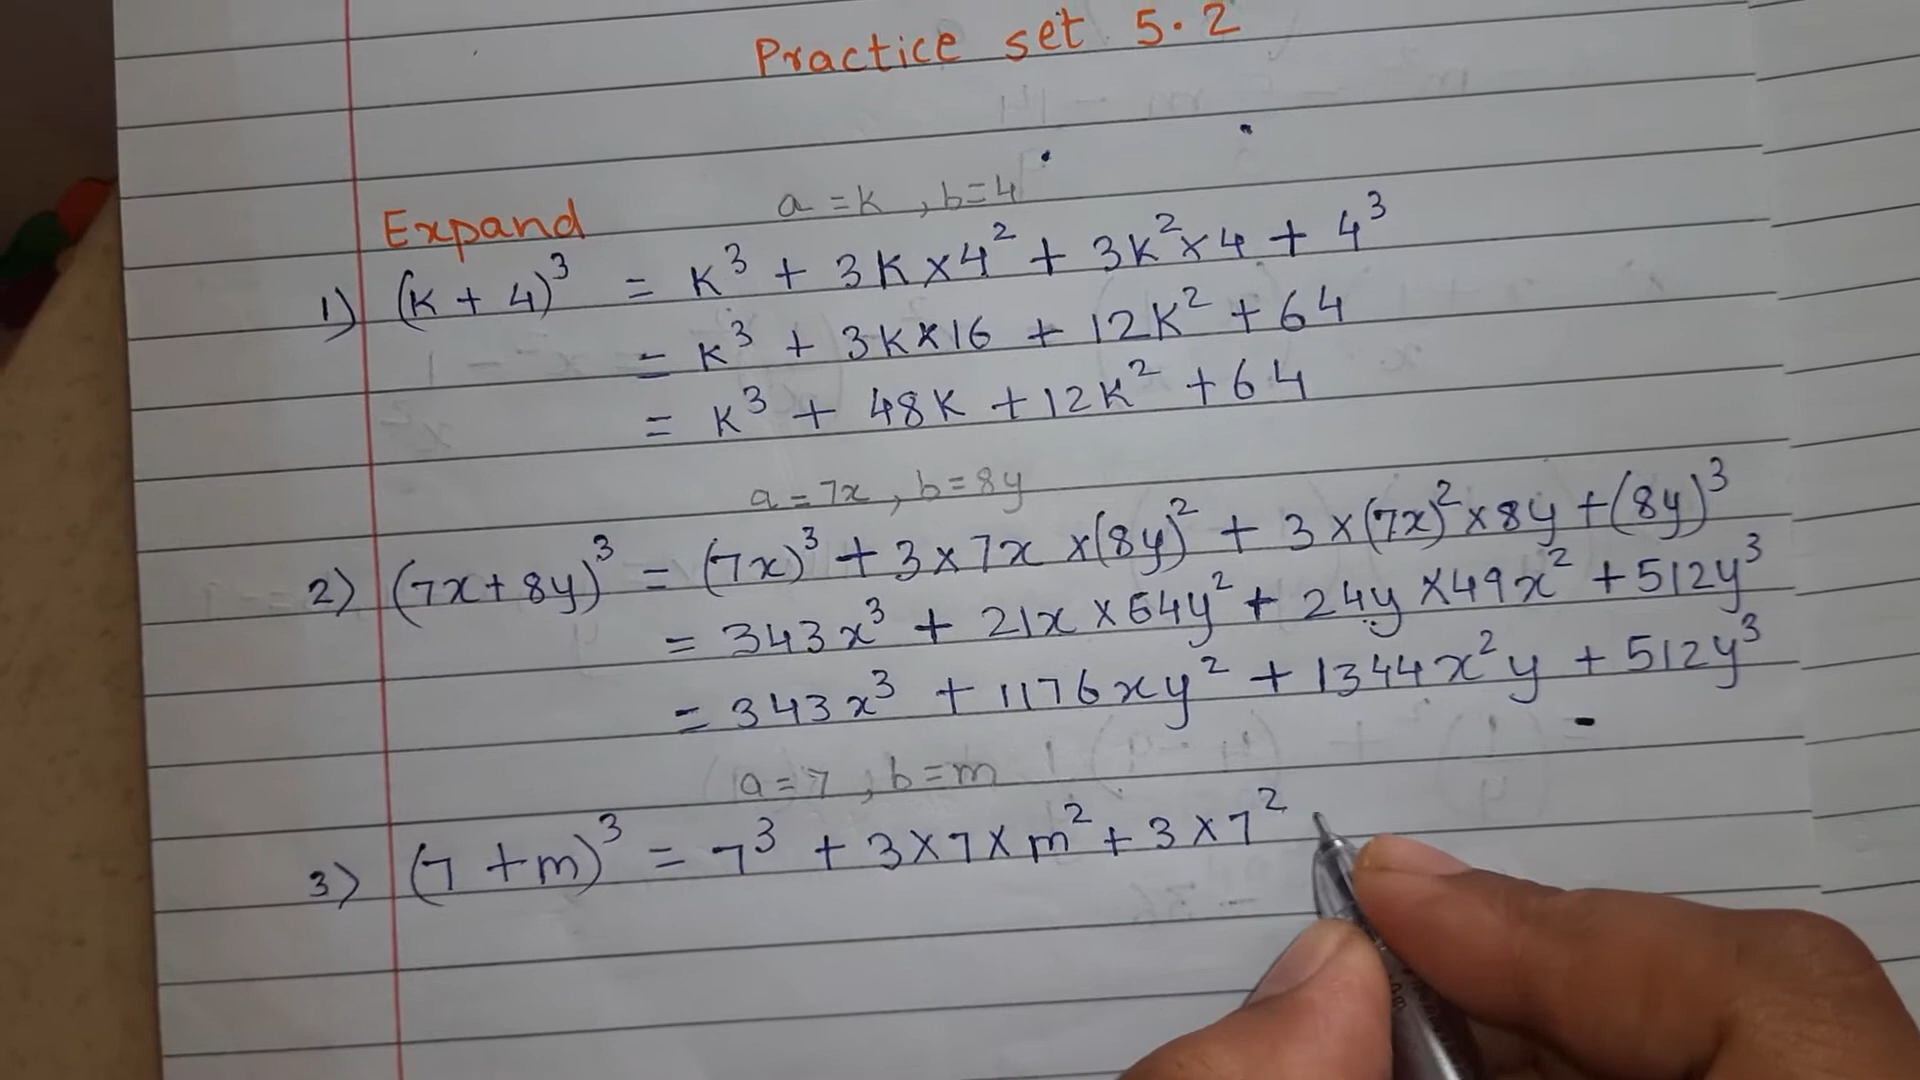 Practice set 5.2
a = k , b = 4
Expand
1) (k + 4)³ = k³ + 3k×4² + 3k²×4 + 4³
= k³ + 3k×16 + 12k² + 64
= k³ + 48k + 12k² + 64
a = 7x , b = 8y
2) (7x+8y)³ = (7x)³ + 3×7x×(8y)² + 3×(7x)²×8y + (8y)³
= 343x³ + 21x×64y² + 24y×49x² + 512y³
= 343x³ + 1176xy² + 1344x²y + 512y³
a = 7 , b = m
3) (7 + m)³ = 7³ + 3×7×m² + 3×7²